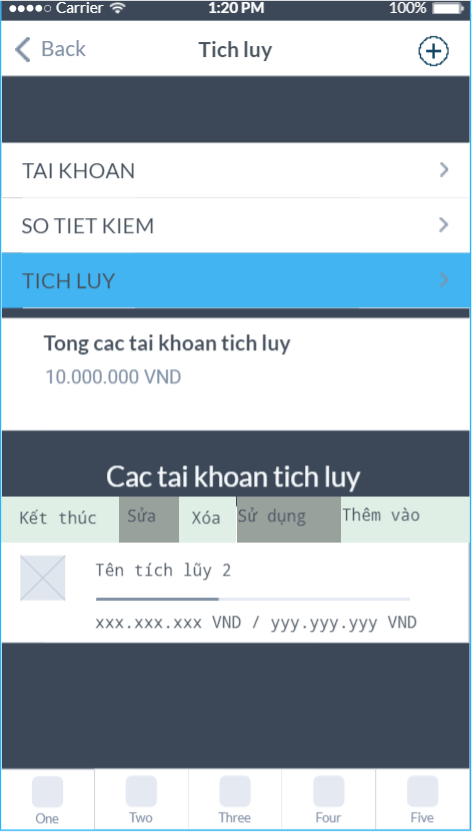 Carrier 1:20 PM 100%
Back Tich luy
TAI KHOAN
SO TIET KIEM
TICH LUY
Tong cac tai khoan tich luy
10.000.000 VND
Cac tai khoan tich luy
Kết thúc Sửa Xóa Sử dụng Thêm vào
Tên tích lũy 2
xxx.xxx.xxx VND / yyy.yyy.yyy VND
One Two Three Four Five